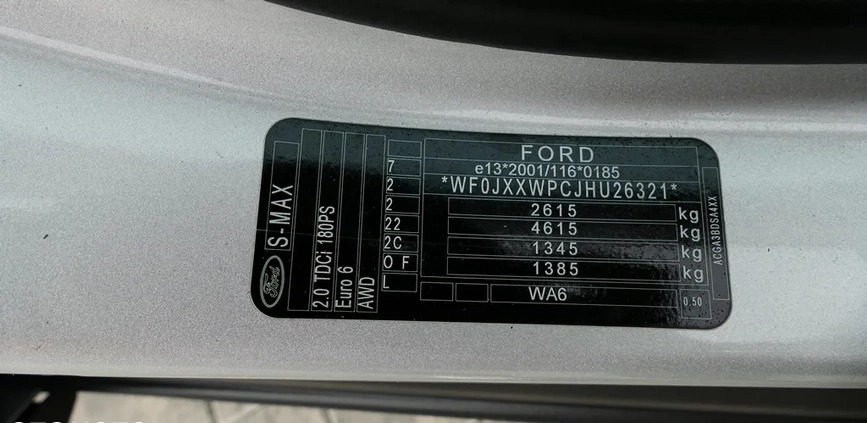 FORD
e13*2001/116*0185
*WF0JXXWPCJHU26321*
2615 kg
4615 kg
1345 kg
1385 kg
WA6
0.50
7
2
2
22
2C
O F
L
Ford S-MAX
2.0 TDCi 180PS
Euro 6
AWD
ACGA3BDSA4XX